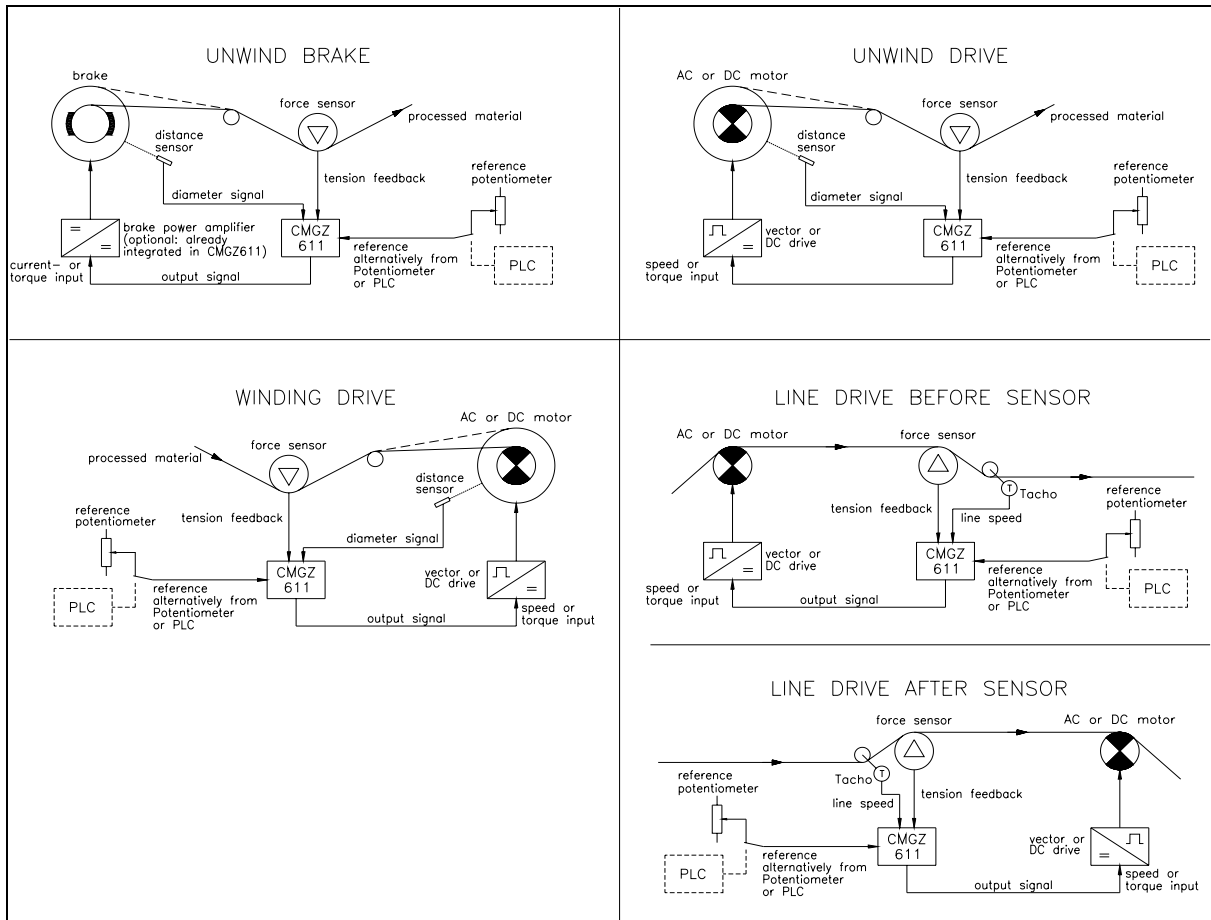 UNWIND BRAKE
brake
force sensor
processed material
distance
sensor
reference
potentiometer
tension feedback
diameter signal
brake power amplifier
(optional: already
integrated in CMGZ611)
CMGZ
611
reference
alternatively from
Potentiometer
or PLC
PLC
current- or
torque input
output signal
UNWIND DRIVE
AC or DC motor
force sensor
processed material
distance
sensor
reference
potentiometer
tension feedback
diameter signal
vector or
DC drive
CMGZ
611
reference
alternatively from
Potentiometer
or PLC
PLC
speed or
torque input
output signal
WINDING DRIVE
AC or DC motor
force sensor
processed material
distance
sensor
reference
potentiometer
tension feedback
diameter signal
CMGZ
611
vector or
DC drive
PLC
reference
alternatively from
Potentiometer
or PLC
output signal
speed or
torque input
LINE DRIVE BEFORE SENSOR
AC or DC motor
force sensor
T
Tacho
reference
potentiometer
tension feedback
line speed
vector or
DC drive
CMGZ
611
reference
alternatively from
Potentiometer
or PLC
PLC
speed or
torque input
output signal
LINE DRIVE AFTER SENSOR
force sensor
AC or DC motor
Tacho
T
reference
potentiometer
line speed
tension feedback
CMGZ
611
vector or
DC drive
PLC
reference
alternatively from
Potentiometer
or PLC
output signal
speed or
torque input